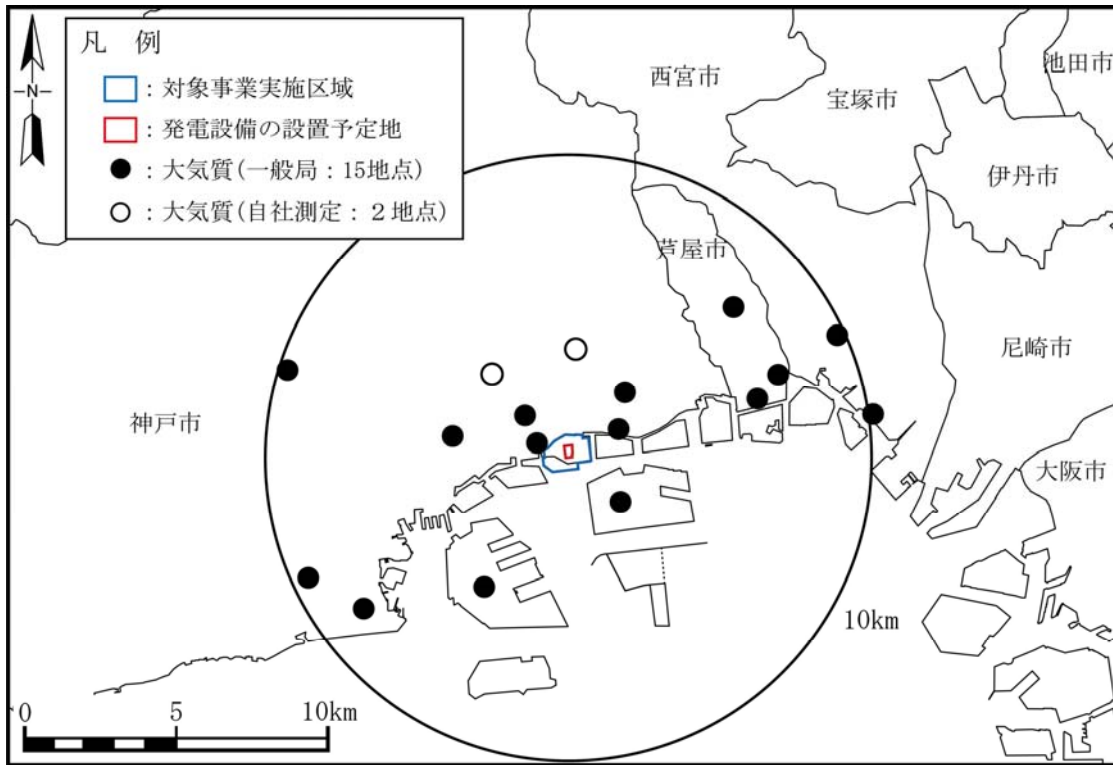 凡　例
：対象事業実施区域
：発電設備の設置予定地
：大気質(一般局：15地点)
：大気質(自社測定：２地点)
N
西宮市
宝塚市
池田市
伊丹市
芦屋市
尼崎市
神戸市
大阪市
10km
0 5 10km